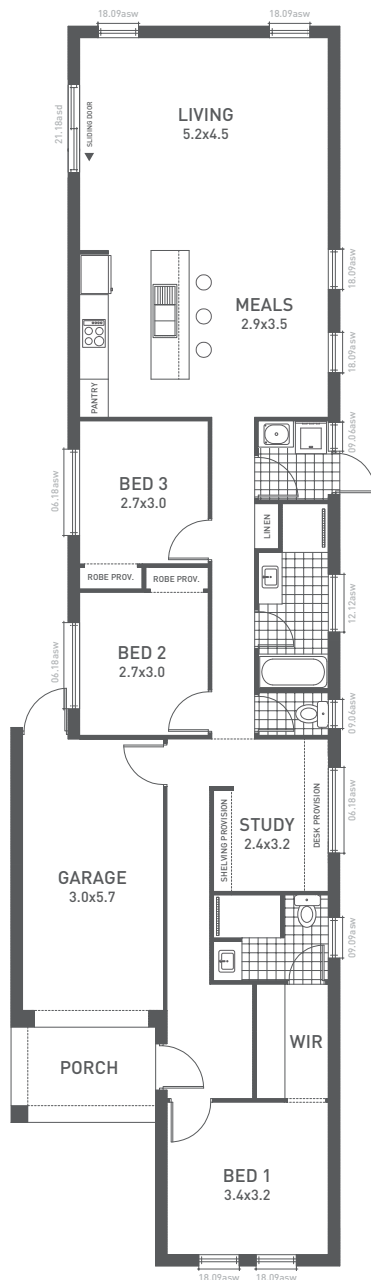 18.09asw
18.09asw
21.18asd
SLIDING DOOR
LIVING
5.2x4.5
18.09asw
MEALS
2.9x3.5
18.09asw
PANTRY
09.06asw
BED 3
2.7x3.0
06.18asw
LINEN
ROBE PROV.
ROBE PROV.
12.12asw
BED 2
2.7x3.0
06.18asw
09.06asw
SHELVING PROVISION
STUDY
2.4x3.2
DESK PROVISION
06.18asw
GARAGE
3.0x5.7
09.09asw
WIR
PORCH
BED 1
3.4x3.2
18.09asw
18.09asw